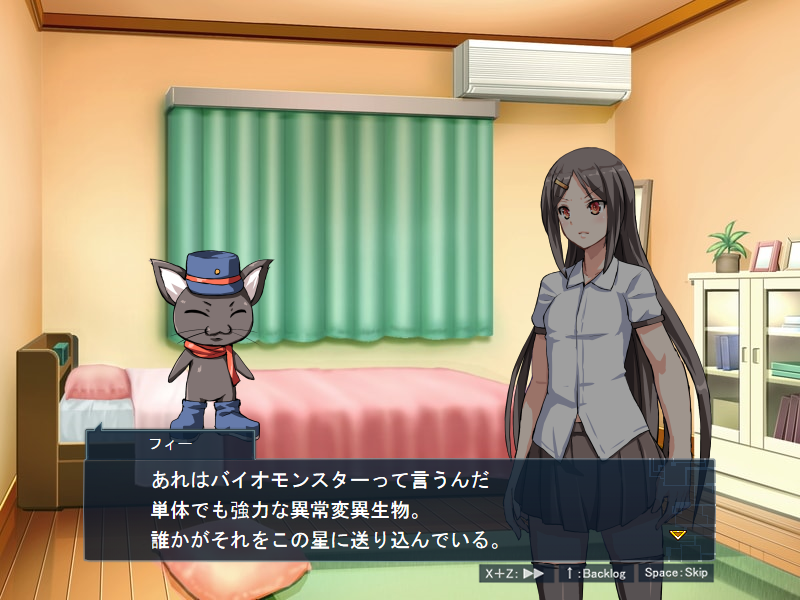 フィー
あれはバイオモンスターって言うんだ
単体でも強力な異常変異生物。
誰かがそれをこの星に送り込んでいる。
X+Z:▶▶ ↑:Backlog Space:Skip